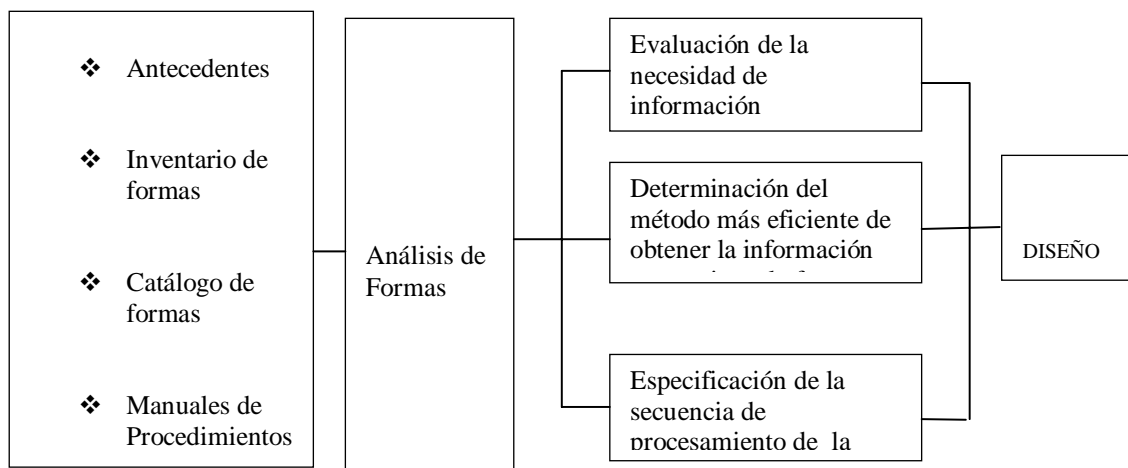 ❖ Antecedentes
❖ Inventario de
formas
❖ Catálogo de
formas
❖ Manuales de
Procedimientos
Análisis de
Formas
Evaluación de la
necesidad de
información
Determinación del
método más eficiente de
obtener la información
Especificación de la
secuencia de
procesamiento de la
DISEÑO